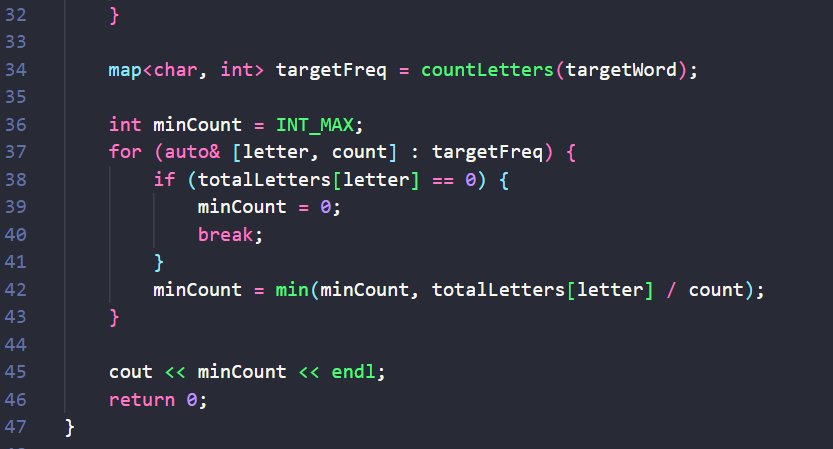 32 }
33
34 map<char, int> targetFreq = countLetters(targetWord);
35
36 int minCount = INT_MAX;
37 for (auto& [letter, count] : targetFreq) {
38 if (totalLetters[letter] == 0) {
39 minCount = 0;
40 break;
41 }
42 minCount = min(minCount, totalLetters[letter] / count);
43 }
44
45 cout << minCount << endl;
46 return 0;
47 }